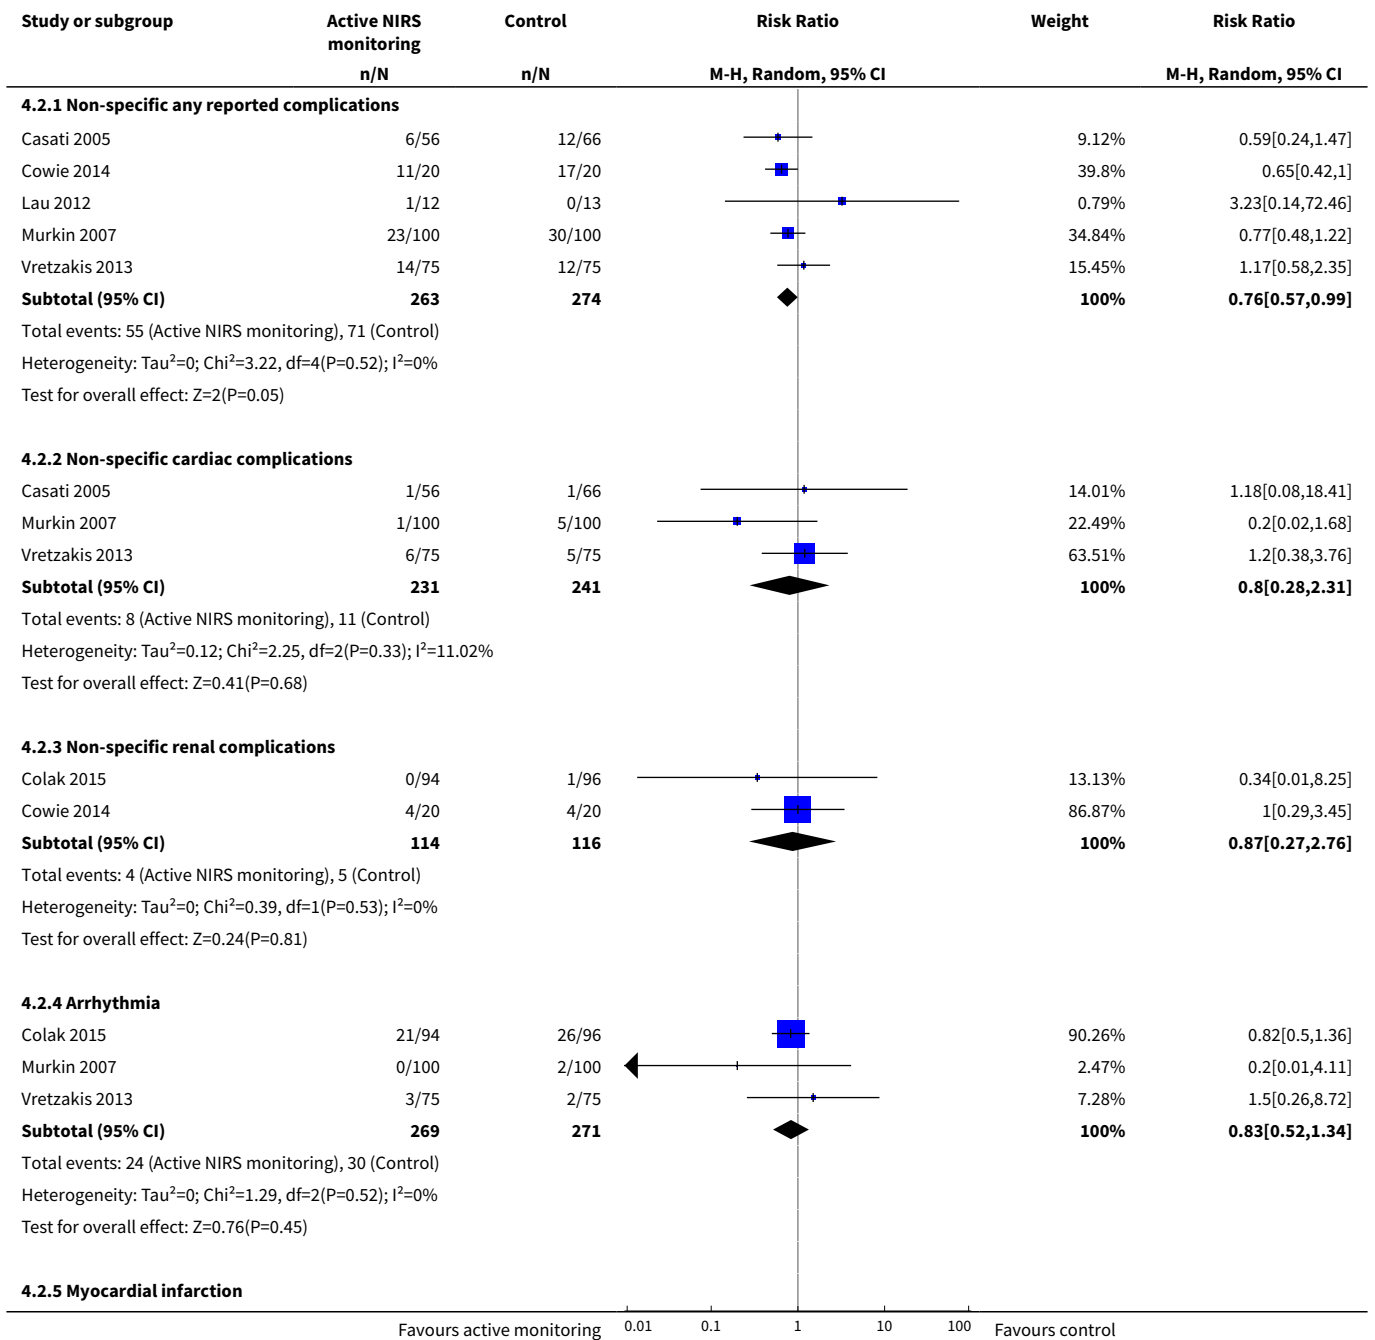 Study or subgroup Active NIRS monitoring Control Risk Ratio Weight Risk Ratio
n/N n/N M-H, Random, 95% CI M-H, Random, 95% CI
4.2.1 Non-specific any reported complications
Casati 2005 6/56 12/66 9.12% 0.59[0.24,1.47]
Cowie 2014 11/20 17/20 39.8% 0.65[0.42,1]
Lau 2012 1/12 0/13 0.79% 3.23[0.14,72.46]
Murkin 2007 23/100 30/100 34.84% 0.77[0.48,1.22]
Vretzakis 2013 14/75 12/75 15.45% 1.17[0.58,2.35]
Subtotal (95% CI) 263 274 100% 0.76[0.57,0.99]
Total events: 55 (Active NIRS monitoring), 71 (Control)
Heterogeneity: Tau²=0; Chi²=3.22, df=4(P=0.52); I²=0%
Test for overall effect: Z=2(P=0.05)
4.2.2 Non-specific cardiac complications
Casati 2005 1/56 1/66 14.01% 1.18[0.08,18.41]
Murkin 2007 1/100 5/100 22.49% 0.2[0.02,1.68]
Vretzakis 2013 6/75 5/75 63.51% 1.2[0.38,3.76]
Subtotal (95% CI) 231 241 100% 0.8[0.28,2.31]
Total events: 8 (Active NIRS monitoring), 11 (Control)
Heterogeneity: Tau²=0.12; Chi²=2.25, df=2(P=0.33); I²=11.02%
Test for overall effect: Z=0.41(P=0.68)
4.2.3 Non-specific renal complications
Colak 2015 0/94 1/96 13.13% 0.34[0.01,8.25]
Cowie 2014 4/20 4/20 86.87% 1[0.29,3.45]
Subtotal (95% CI) 114 116 100% 0.87[0.27,2.76]
Total events: 4 (Active NIRS monitoring), 5 (Control)
Heterogeneity: Tau²=0; Chi²=0.39, df=1(P=0.53); I²=0%
Test for overall effect: Z=0.24(P=0.81)
4.2.4 Arrhythmia
Colak 2015 21/94 26/96 90.26% 0.82[0.5,1.36]
Murkin 2007 0/100 2/100 2.47% 0.2[0.01,4.11]
Vretzakis 2013 3/75 2/75 7.28% 1.5[0.26,8.72]
Subtotal (95% CI) 269 271 100% 0.83[0.52,1.34]
Total events: 24 (Active NIRS monitoring), 30 (Control)
Heterogeneity: Tau²=0; Chi²=1.29, df=2(P=0.52); I²=0%
Test for overall effect: Z=0.76(P=0.45)
4.2.5 Myocardial infarction
Favours active monitoring 0.01 0.1 1 10 100 Favours control